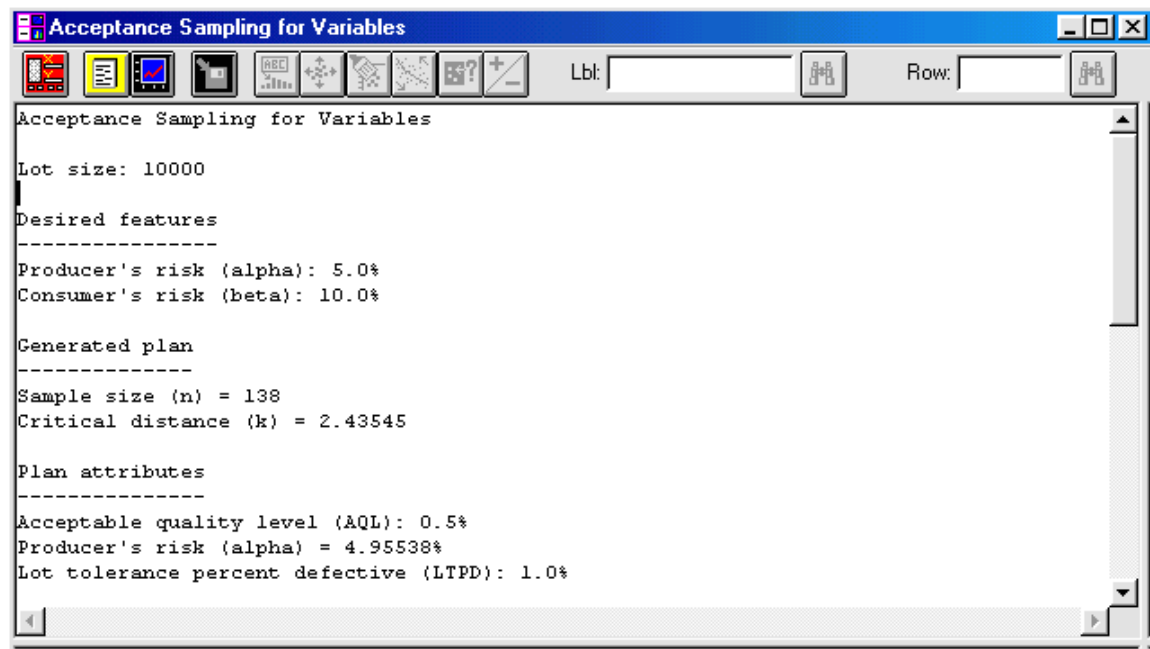 Acceptance Sampling for Variables
ABC
Lbl:
Row:
Acceptance Sampling for Variables
Lot size: 10000
Desired features
----------------
Producer's risk (alpha): 5.0%
Consumer's risk (beta): 10.0%
Generated plan
--------------
Sample size (n) = 138
Critical distance (k) = 2.43545
Plan attributes
---------------
Acceptable quality level (AQL): 0.5%
Producer's risk (alpha) = 4.95538%
Lot tolerance percent defective (LTPD): 1.0%